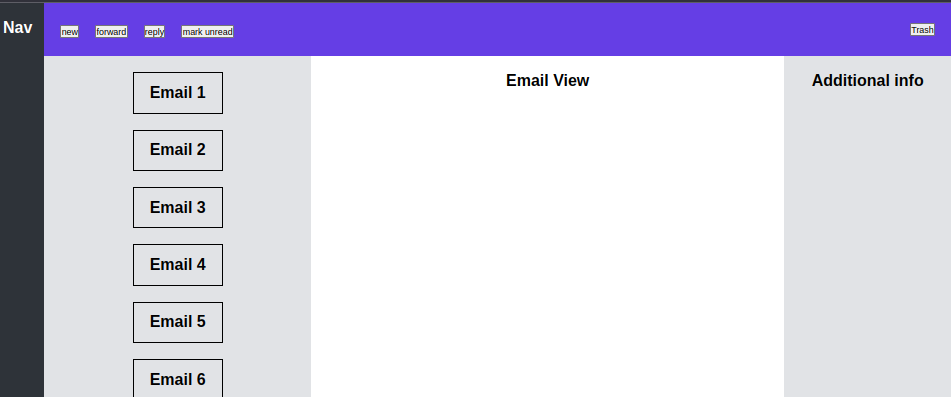 Nav
new forward reply mark unread Trash
Email 1
Email 2
Email 3
Email 4
Email 5
Email 6
Email View
Additional info